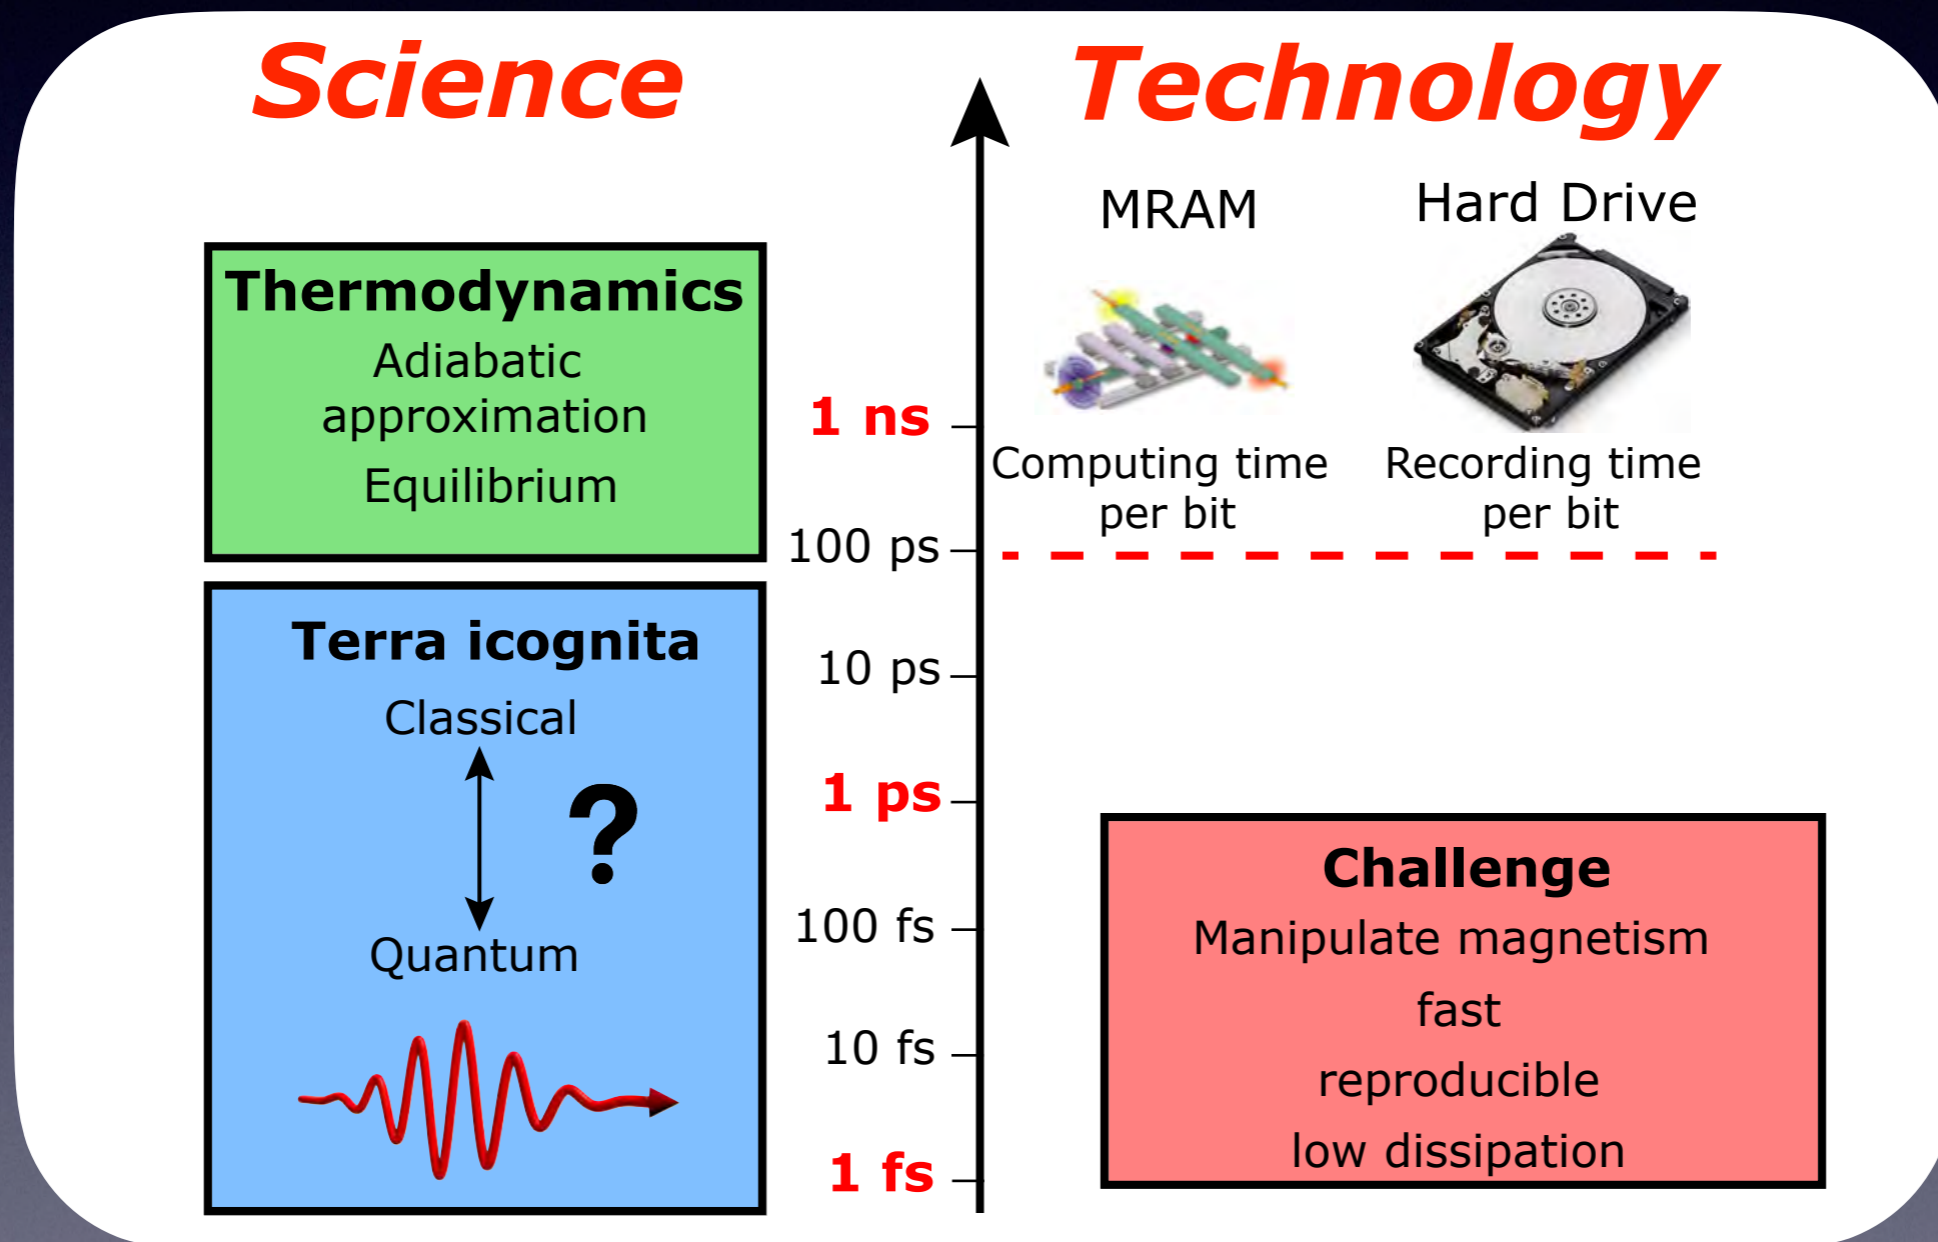 Science
Technology
Thermodynamics
Adiabatic
approximation
Equilibrium
Terra icognita
Classical
?
Quantum
1 ns
100 ps
10 ps
1 ps
100 fs
10 fs
1 fs
MRAM
Computing time
per bit
Hard Drive
Recording time
per bit
Challenge
Manipulate magnetism
fast
reproducible
low dissipation